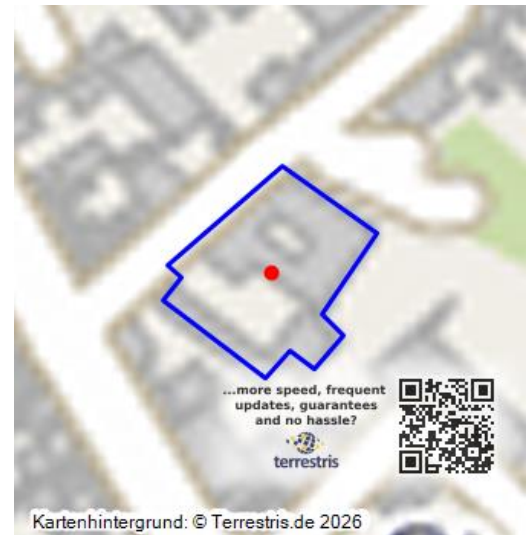 ...more speed, frequent
updates, guarantees
and no hassle?
terrestris
Kartenhintergrund: © Terrestris.de 2026